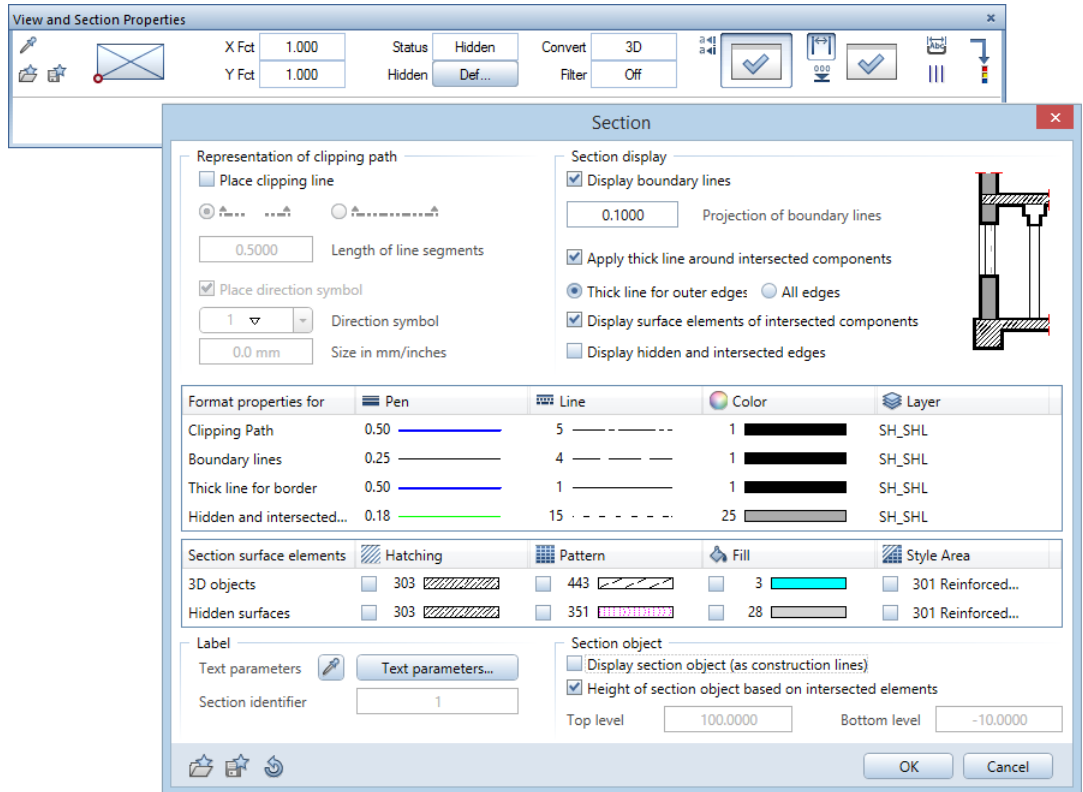 View and Section Properties
X Fct 1.000 Status Hidden Convert 3D
Y Fct 1.000 Hidden Def... Filter Off
Abc
Section
Representation of clipping path
Place clipping line
0.5000 Length of line segments
Place direction symbol
1 Direction symbol
0.0 mm Size in mm/inches
Section display
Display boundary lines
0.1000 Projection of boundary lines
Apply thick line around intersected components
Thick line for outer edges All edges
Display surface elements of intersected components
Display hidden and intersected edges
Format properties for Pen Line Color Layer
Clipping Path 0.50 5 1 SH_SHL
Boundary lines 0.25 4 1 SH_SHL
Thick line for border 0.50 1 1 SH_SHL
Hidden and intersected... 0.18 15 25 SH_SHL
Section surface elements Hatching Pattern Fill Style Area
3D objects 303 443 3 301 Reinforced...
Hidden surfaces 303 351 28 301 Reinforced...
Label
Text parameters Text parameters...
Section identifier 1
Section object
Display section object (as construction lines)
Height of section object based on intersected elements
Top level 100.0000 Bottom level -10.0000
OK Cancel